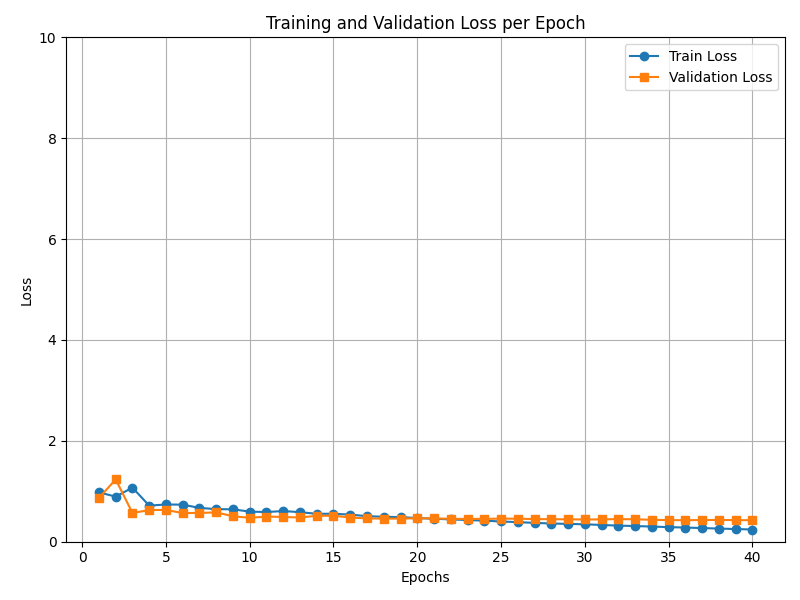 Training and Validation Loss per Epoch
Train Loss
Validation Loss
Loss
10
8
6
4
2
0
0 5 10 15 20 25 30 35 40
Epochs